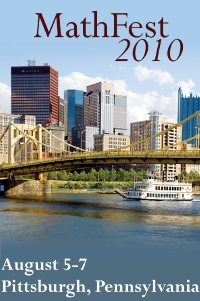 MathFest
2010
August 5-7
Pittsburgh, Pennsylvania